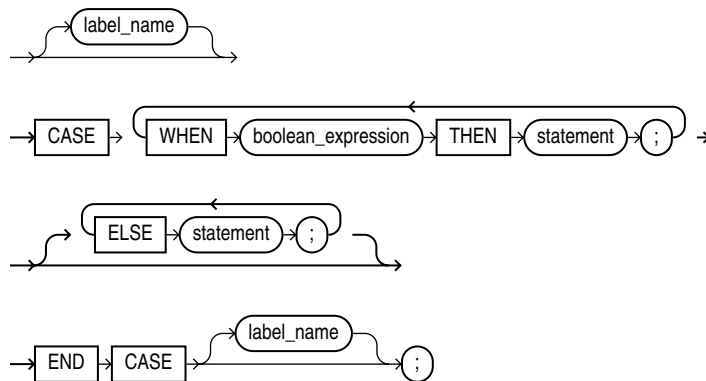 label_name
CASE WHEN boolean_expression THEN statement ;
ELSE statement ;
label_name
END CASE ;